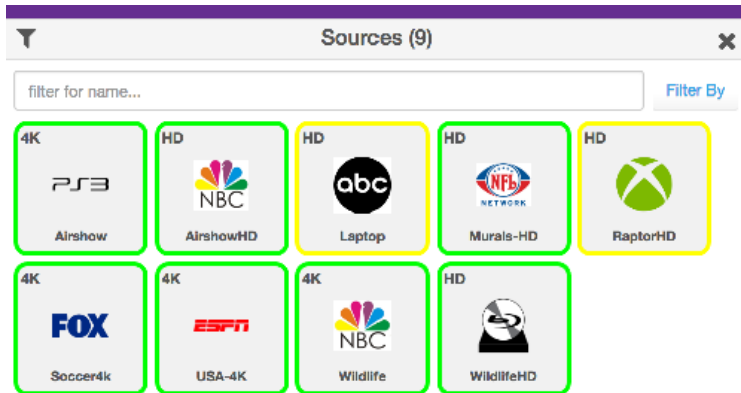 Sources (9)
filter for name...
Filter By
4K
PS3
Airshow
HD
NBC
AirshowHD
HD
abc
Laptop
HD
NFL
NETWORK
Murals-HD
HD
RaptorHD
4K
FOX
Soccer4k
4K
ESPN
USA-4K
4K
NBC
Wildlife
HD
WildlifeHD